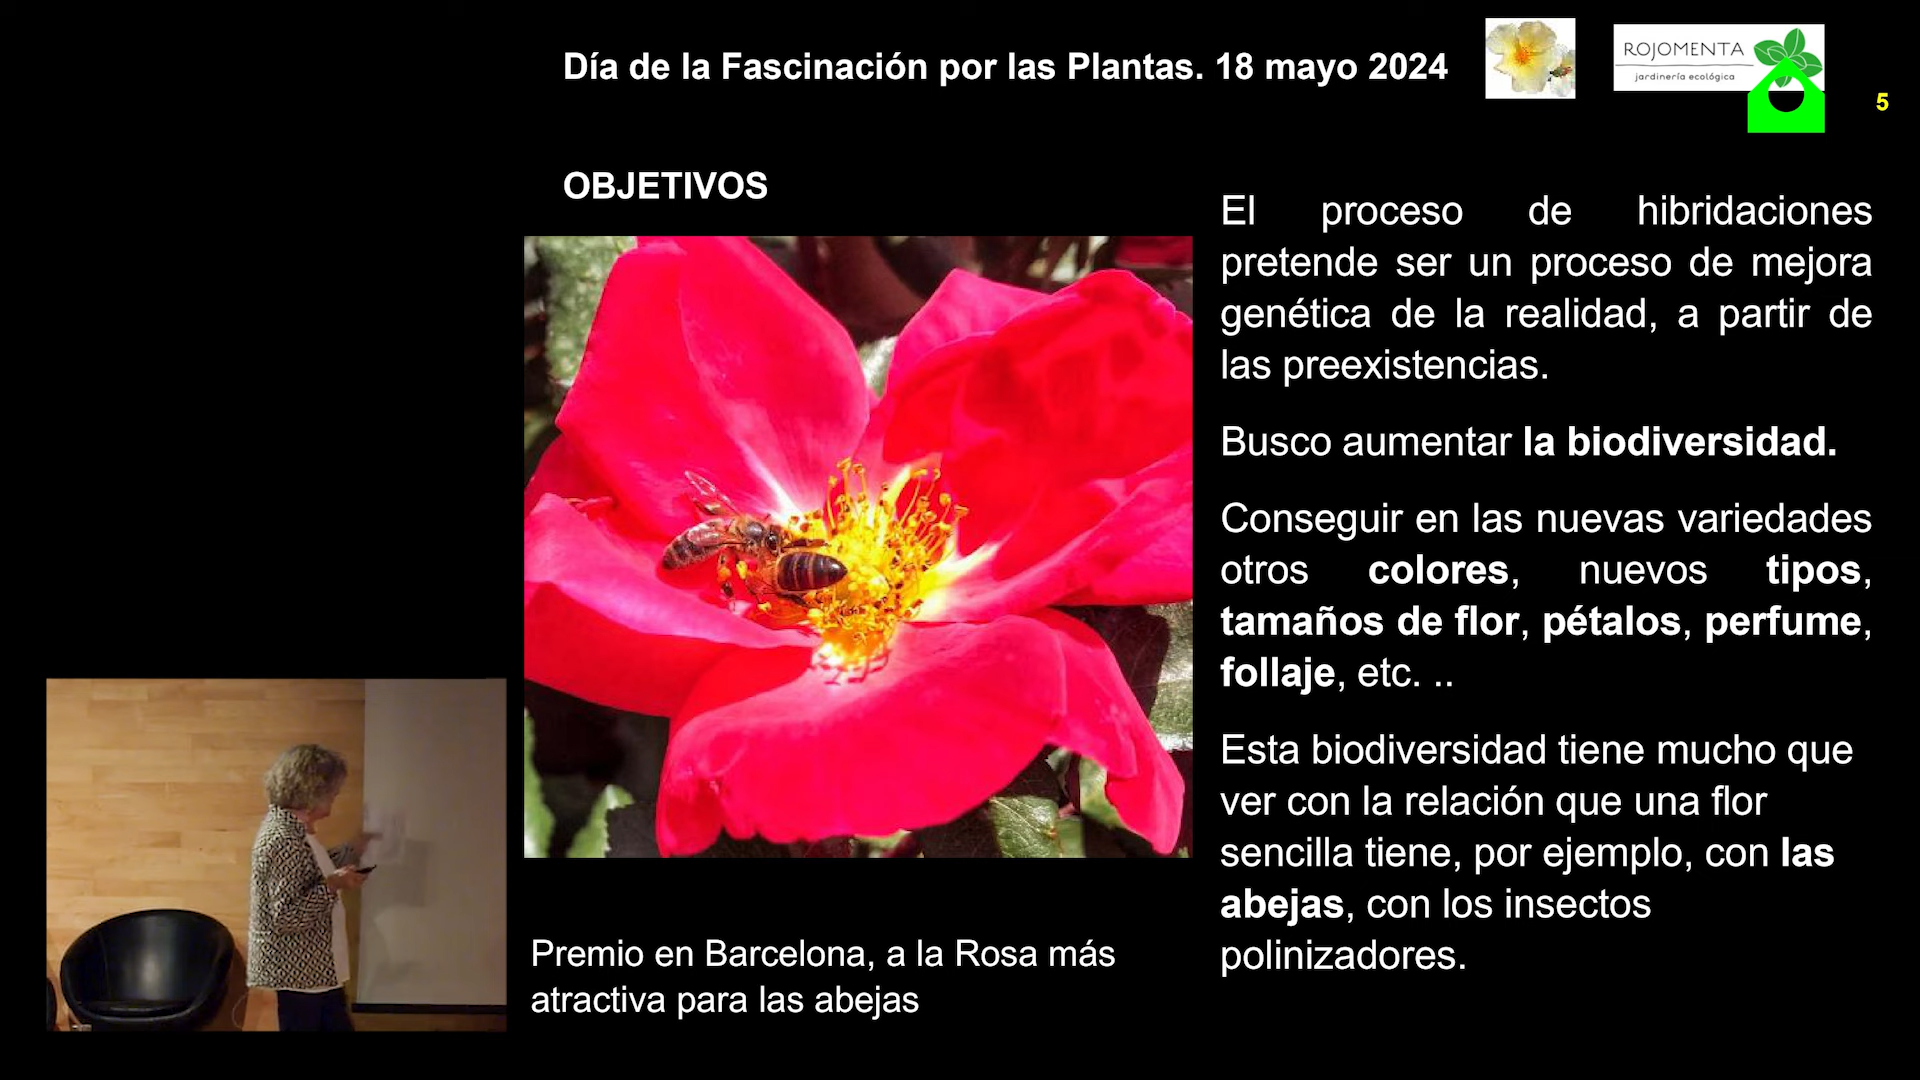 Día de la Fascinación por las Plantas. 18 mayo 2024
ROJOMENTA
jardinería ecológica
5
OBJETIVOS
El proceso de hibridaciones
pretende ser un proceso de mejora
genética de la realidad, a partir de
las preexistencias.
Busco aumentar la biodiversidad.
Conseguir en las nuevas variedades
otros colores, nuevos tipos,
tamaños de flor, pétalos, perfume,
follaje, etc. ..
Esta biodiversidad tiene mucho que
ver con la relación que una flor
sencilla tiene, por ejemplo, con las
abejas, con los insectos
polinizadores.
Premio en Barcelona, a la Rosa más
atractiva para las abejas